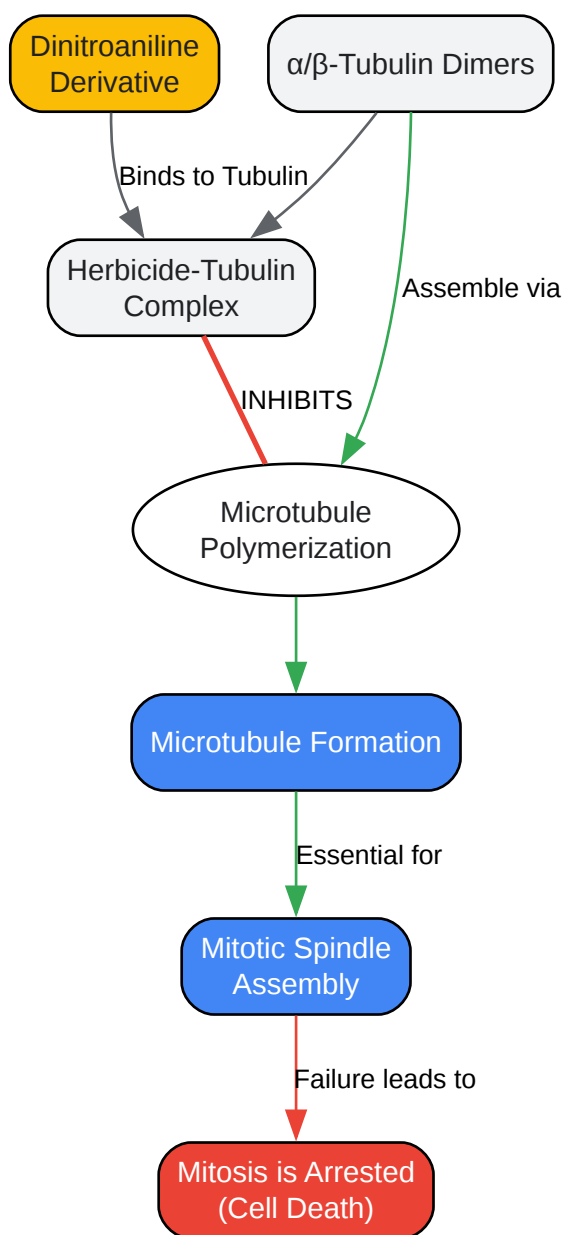 Dinitroaniline
Derivative
α/β-Tubulin Dimers
Binds to Tubulin
Herbicide-Tubulin
Complex
Assemble via
INHIBITS
Microtubule
Polymerization
Microtubule Formation
Essential for
Mitotic Spindle
Assembly
Failure leads to
Mitosis is Arrested
(Cell Death)